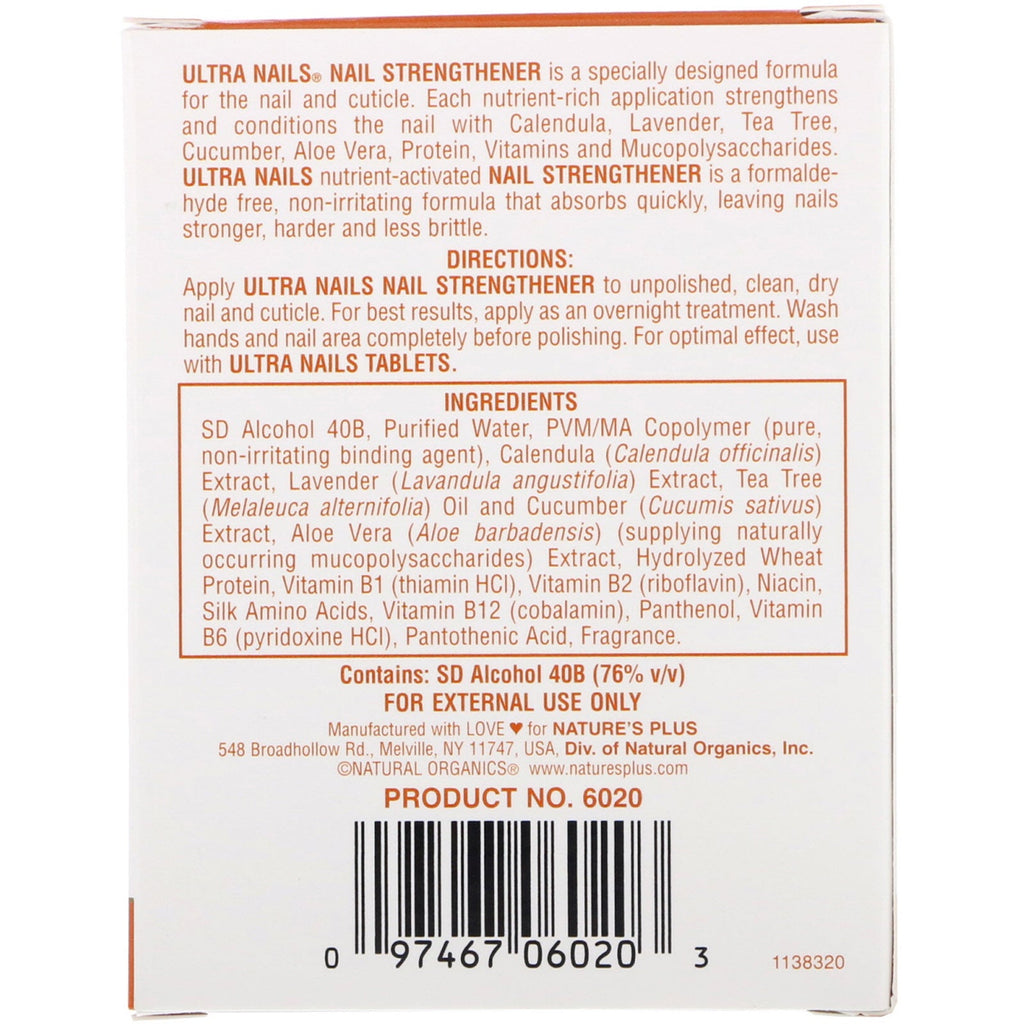 ULTRA NAILS® NAIL STRENGTHENER is a specially designed formula
for the nail and cuticle. Each nutrient-rich application strengthens
and conditions the nail with Calendula, Lavender, Tea Tree,
Cucumber, Aloe Vera, Protein, Vitamins and Mucopolysaccharides.
ULTRA NAILS nutrient-activated NAIL STRENGTHENER is a formalde-
hyde free, non-irritating formula that absorbs quickly, leaving nails
stronger, harder and less brittle.
DIRECTIONS:
Apply ULTRA NAILS NAIL STRENGTHENER to unpolished, clean, dry
nail and cuticle. For best results, apply as an overnight treatment. Wash
hands and nail area completely before polishing. For optimal effect, use
with ULTRA NAILS TABLETS.
INGREDIENTS
SD Alcohol 40B, Purified Water, PVM/MA Copolymer (pure,
non-irritating binding agent), Calendula (Calendula officinalis)
Extract, Lavender (Lavandula angustifolia) Extract, Tea Tree
(Melaleuca alternifolia) Oil and Cucumber (Cucumis sativus)
Extract, Aloe Vera (Aloe barbadensis) (supplying naturally
occurring mucopolysaccharides) Extract, Hydrolyzed Wheat
Protein, Vitamin B1 (thiamin HCl), Vitamin B2 (riboflavin), Niacin,
Silk Amino Acids, Vitamin B12 (cobalamin), Panthenol, Vitamin
B6 (pyridoxine HCl), Pantothenic Acid, Fragrance.
Contains: SD Alcohol 40B (76% v/v)
FOR EXTERNAL USE ONLY
Manufactured with LOVE ♥ for NATURE'S PLUS
548 Broadhollow Rd., Melville, NY 11747, USA, Div. of Natural Organics, Inc.
©NATURAL ORGANICS® www.naturesplus.com
PRODUCT NO. 6020
0 97467 06020 3
1138320